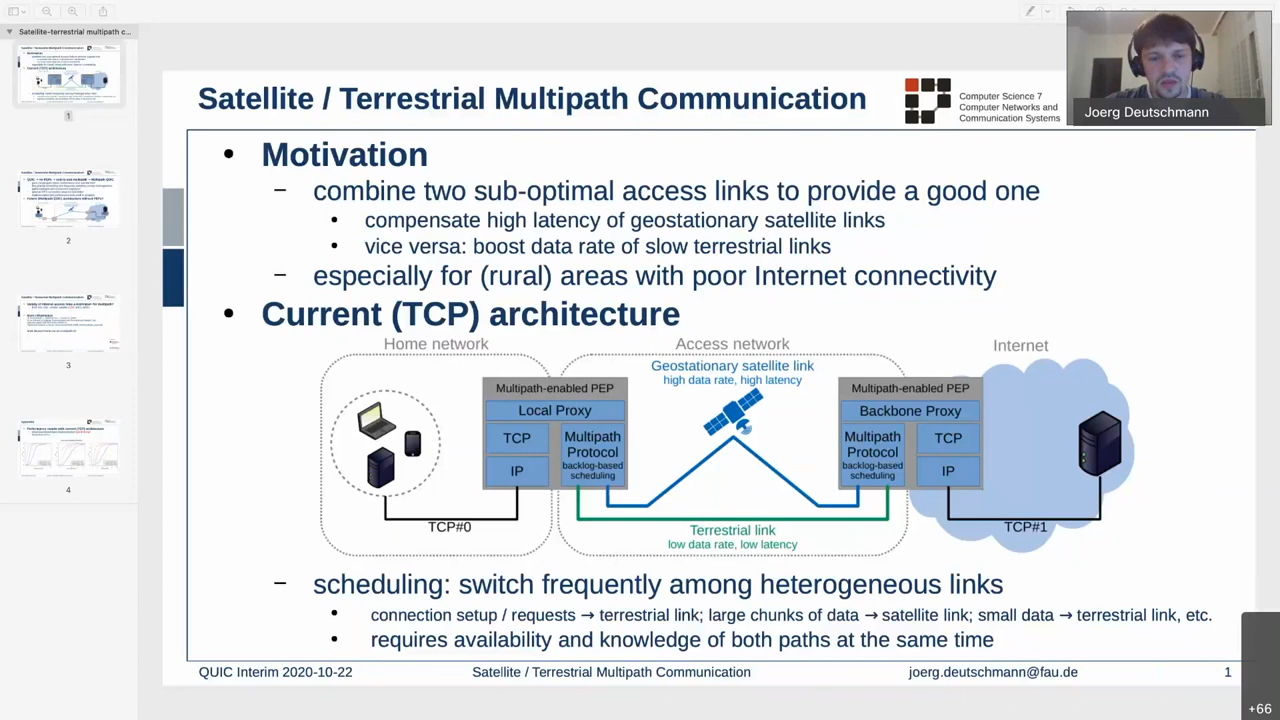 Satellite-terrestrial multipath c...
1
2
3
4
Satellite / Terrestrial Multipath Communication
Computer Science 7
Computer Networks and
Communication Systems
Joerg Deutschmann
• Motivation
– combine two non-optimal access links to provide a good one
• compensate high latency of geostationary satellite links
• vice versa: boost data rate of slow terrestrial links
– especially for (rural) areas with poor Internet connectivity
• Current (TCP) architecture
Home network
Access network
Internet
Geostationary satellite link
high data rate, high latency
Multipath-enabled PEP
Local Proxy
TCP
IP
Multipath
Protocol
backlog-based
scheduling
Multipath-enabled PEP
Backbone Proxy
Multipath
Protocol
backlog-based
scheduling
TCP
IP
TCP#0
Terrestrial link
low data rate, low latency
TCP#1
– scheduling: switch frequently among heterogeneous links
• connection setup / requests → terrestrial link; large chunks of data → satellite link; small data → terrestrial link, etc.
• requires availability and knowledge of both paths at the same time
QUIC Interim 2020-10-22
Satellite / Terrestrial Multipath Communication
joerg.deutschmann@fau.de
1
+66